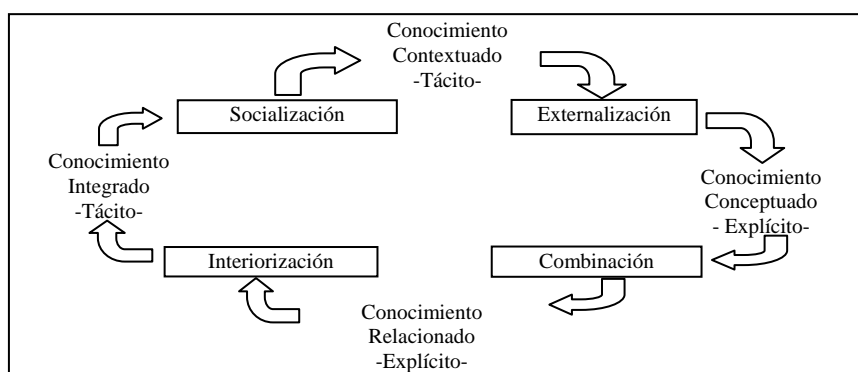 Conocimiento
Contextuado
-Tácito-
Socialización
Externalización
Conocimiento
Integrado
-Tácito-
Conocimiento
Conceptuado
- Explícito-
Interiorización
Combinación
Conocimiento
Relacionado
-Explícito-